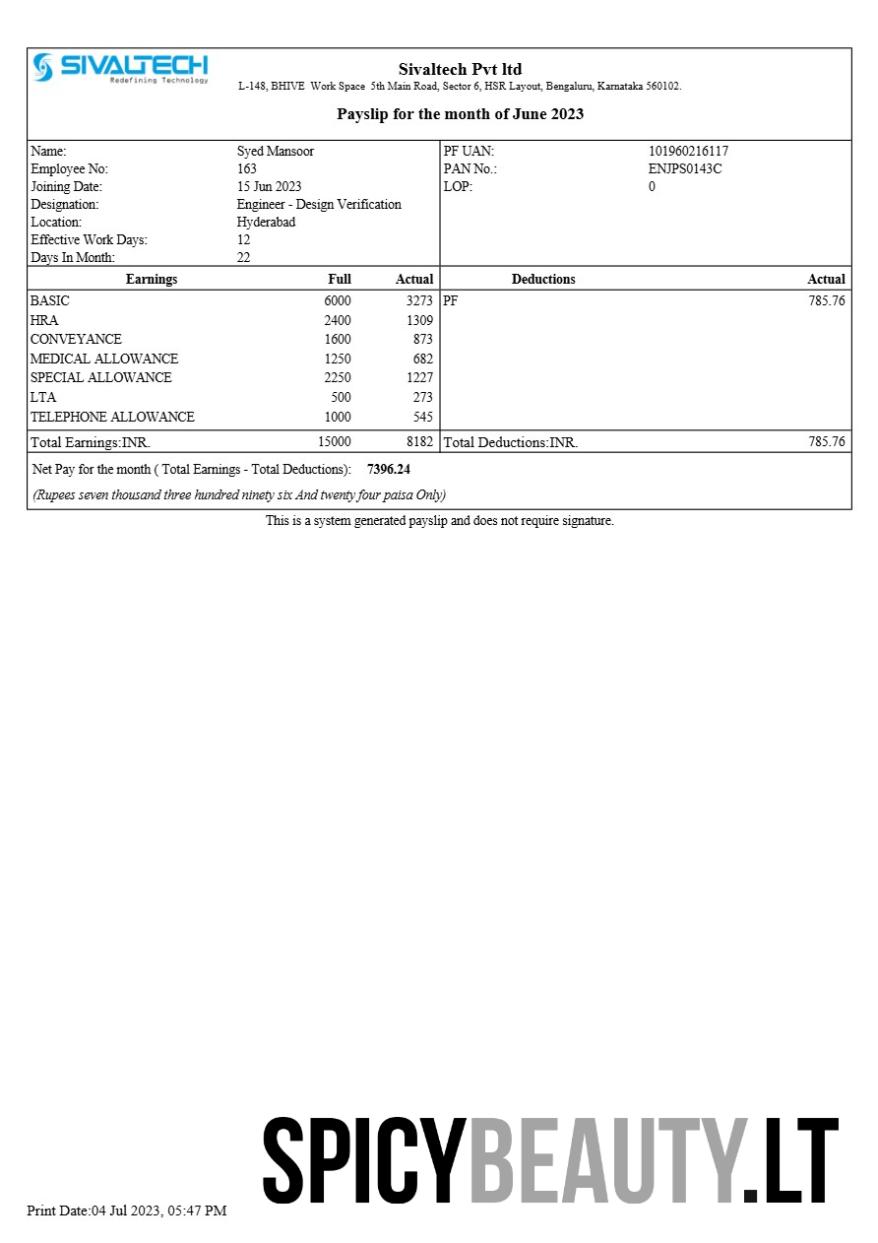 SIVALTECH
Redefining Technology
Sivaltech Pvt ltd
L-148, BHIVE Work Space 5th Main Road, Sector 6, HSR Layout, Bengaluru, Karnataka 560102.
Payslip for the month of June 2023
Name: Syed Mansoor PF UAN: 101960216117
Employee No: 163 PAN No.: ENJPS0143C
Joining Date: 15 Jun 2023 LOP: 0
Designation: Engineer - Design Verification
Location: Hyderabad
Effective Work Days: 12
Days In Month: 22
Earnings Full Actual Deductions Actual
BASIC 6000 3273 PF 785.76
HRA 2400 1309
CONVEYANCE 1600 873
MEDICAL ALLOWANCE 1250 682
SPECIAL ALLOWANCE 2250 1227
LTA 500 273
TELEPHONE ALLOWANCE 1000 545
Total Earnings:INR. 15000 8182 Total Deductions:INR. 785.76
Net Pay for the month ( Total Earnings - Total Deductions): 7396.24
(Rupees seven thousand three hundred ninety six And twenty four paisa Only)
This is a system generated payslip and does not require signature.
SPICYBEAUTY.LT
Print Date:04 Jul 2023, 05:47 PM